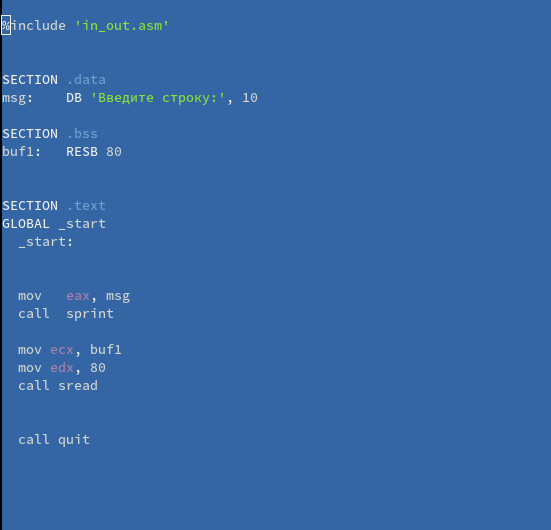 %include 'in_out.asm'
SECTION .data
msg:    DB 'Введите строку:', 10
SECTION .bss
buf1:   RESB 80
SECTION .text
GLOBAL _start
  _start:
  mov   eax, msg
  call  sprint
  mov ecx, buf1
  mov edx, 80
  call sread
  call quit